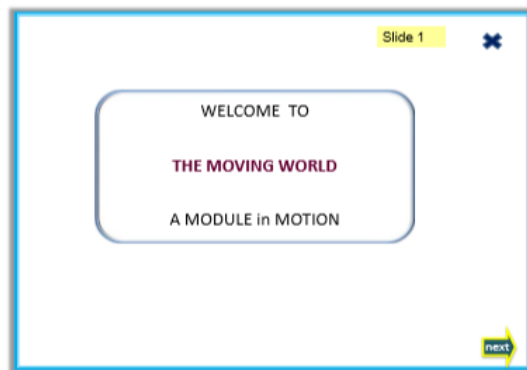 Slide 1
WELCOME TO
THE MOVING WORLD
A MODULE in MOTION
next